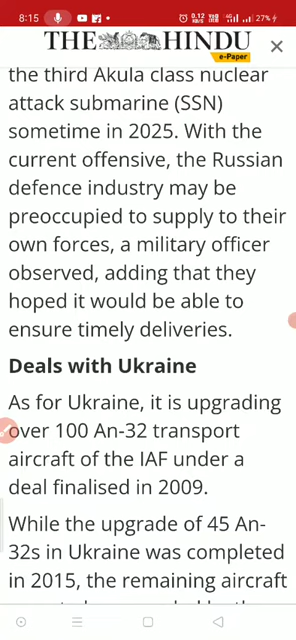 8:15
0.12 KB/S
27%
THE HINDU
e-Paper
the third Akula class nuclear
attack submarine (SSN)
sometime in 2025. With the
current offensive, the Russian
defence industry may be
preoccupied to supply to their
own forces, a military officer
observed, adding that they
hoped it would be able to
ensure timely deliveries.
Deals with Ukraine
As for Ukraine, it is upgrading
over 100 An-32 transport
aircraft of the IAF under a
deal finalised in 2009.
While the upgrade of 45 An-
32s in Ukraine was completed
in 2015, the remaining aircraft